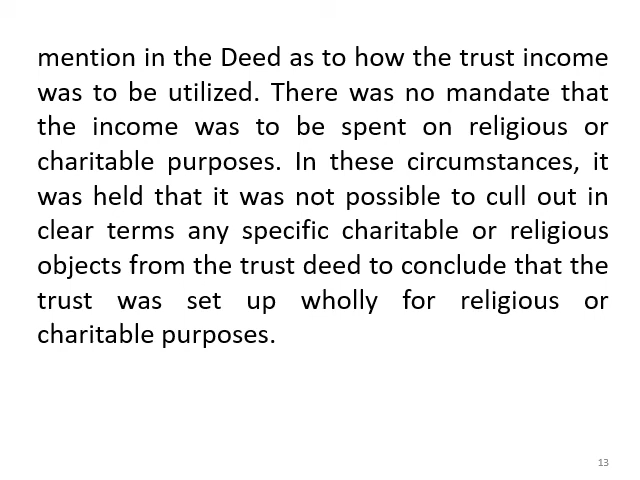 mention in the Deed as to how the trust income
was to be utilized. There was no mandate that
the income was to be spent on religious or
charitable purposes. In these circumstances, it
was held that it was not possible to cull out in
clear terms any specific charitable or religious
objects from the trust deed to conclude that the
trust was set up wholly for religious or
charitable purposes.
13